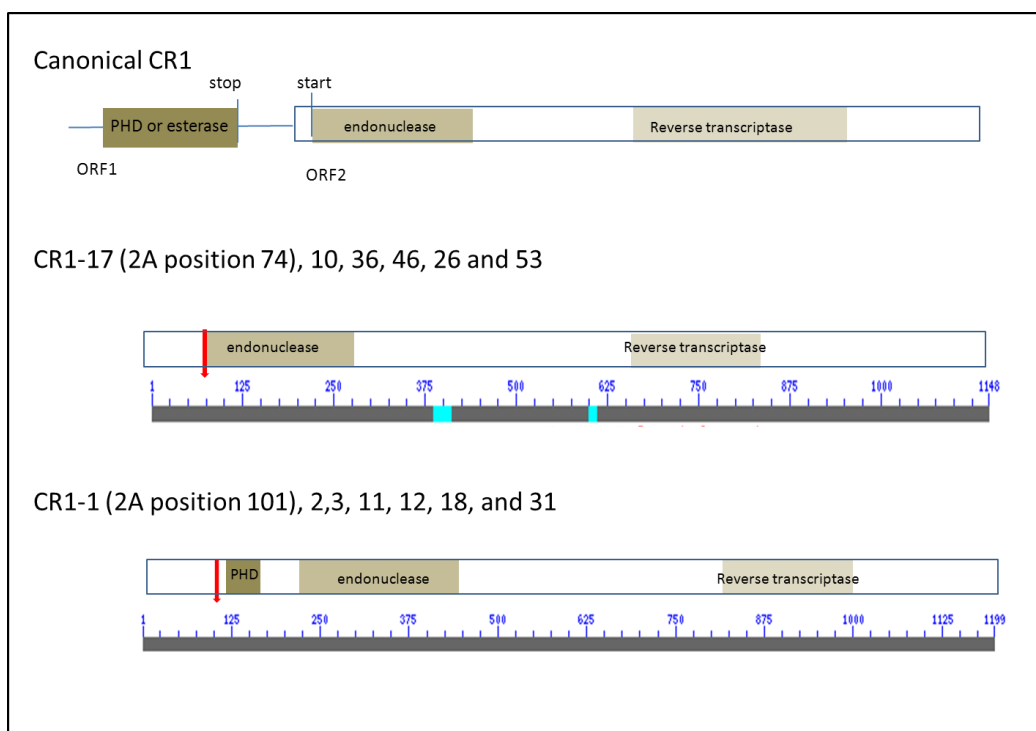 Canonical CR1
stop start
PHD or esterase endonuclease Reverse transcriptase
ORF1 ORF2
CR1-17 (2A position 74), 10, 36, 46, 26 and 53
endonuclease Reverse transcriptase
1 125 250 375 500 625 750 875 1000 1148
CR1-1 (2A position 101), 2,3, 11, 12, 18, and 31
PHD endonuclease Reverse transcriptase
1 125 250 375 500 625 750 875 1000 1125 1199